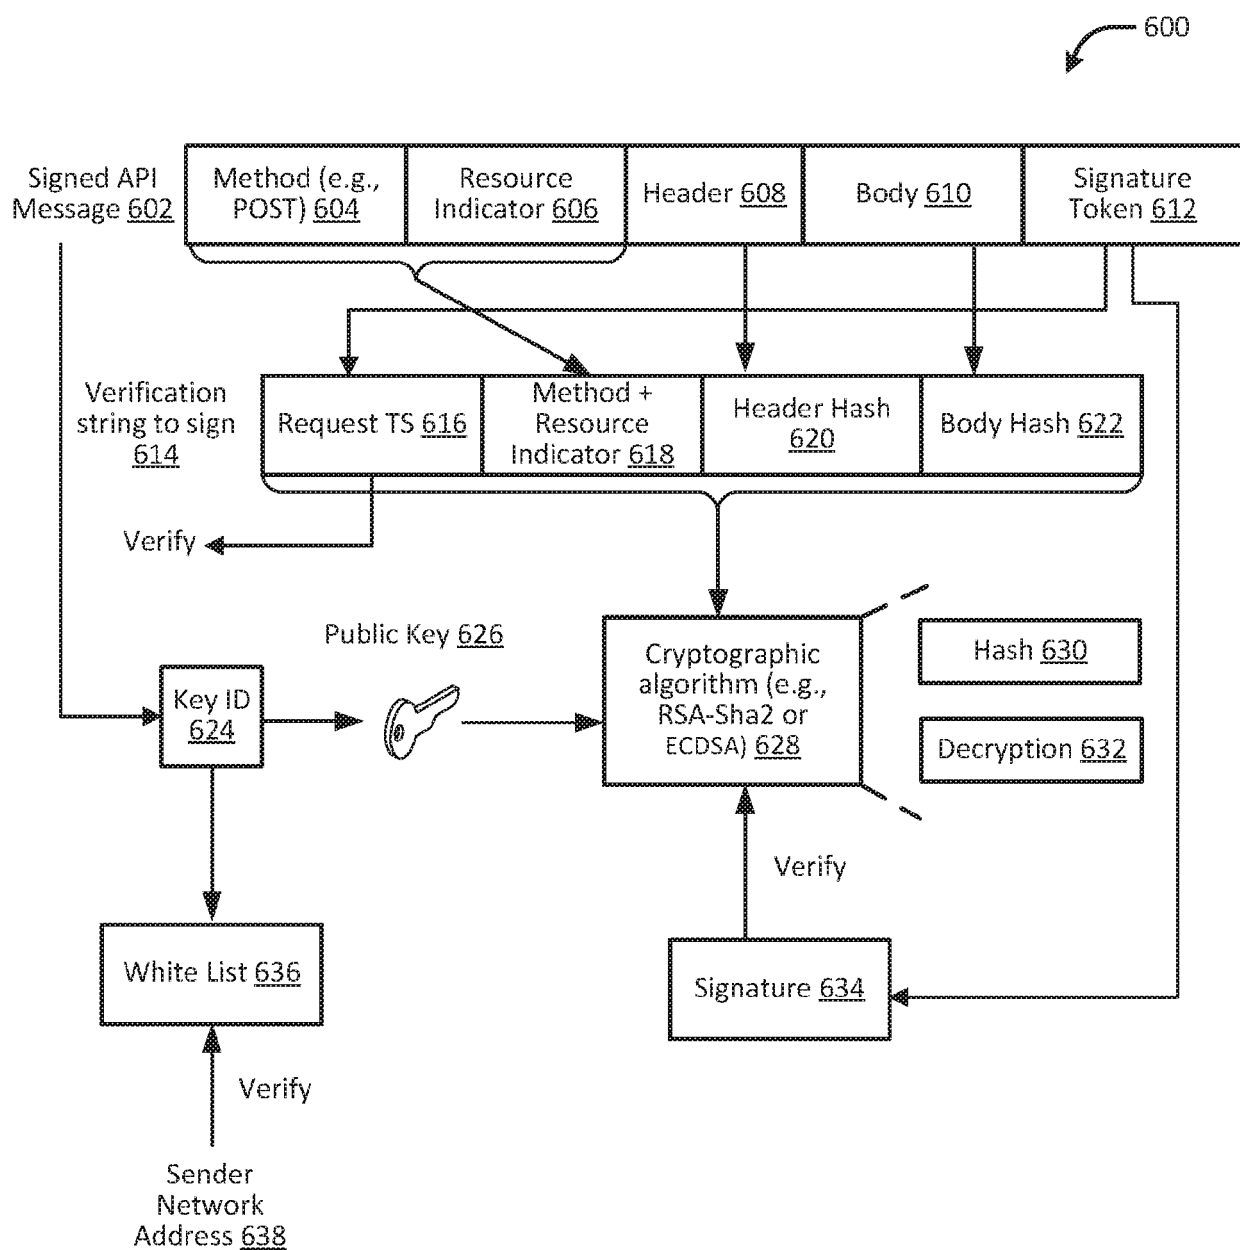 600
Signed API
Message 602
Method (e.g.,
POST) 604
Resource
Indicator 606
Header 608
Body 610
Signature
Token 612
Verification
string to sign
614
Request TS 616
Method +
Resource
Indicator 618
Header Hash
620
Body Hash 622
Verify
Public Key 626
Key ID
624
Cryptographic
algorithm (e.g.,
RSA-Sha2 or
ECDSA) 628
Hash 630
Decryption 632
Verify
White List 636
Signature 634
Verify
Sender
Network
Address 638